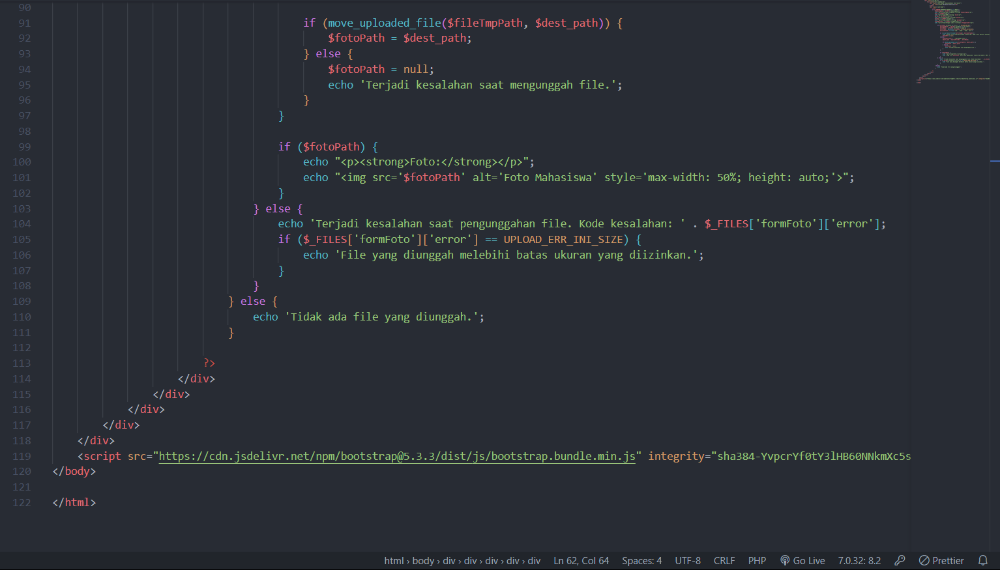 90
91 if (move_uploaded_file($fileTmpPath, $dest_path)) {
92 $fotoPath = $dest_path;
93 } else {
94 $fotoPath = null;
95 echo 'Terjadi kesalahan saat mengunggah file.';
96 }
97 }
98
99 if ($fotoPath) {
100 echo "<p><strong>Foto:</strong></p>";
101 echo "<img src='$fotoPath' alt='Foto Mahasiswa' style='max-width: 50%; height: auto;'>";
102 }
103 } else {
104 echo 'Terjadi kesalahan saat pengunggahan file. Kode kesalahan: ' . $_FILES['formFoto']['error'];
105 if ($_FILES['formFoto']['error'] == UPLOAD_ERR_INI_SIZE) {
106 echo 'File yang diunggah melebihi batas ukuran yang diizinkan.';
107 }
108 }
109 } else {
110 echo 'Tidak ada file yang diunggah.';
111 }
112
113 ?>
114 </div>
115 </div>
116 </div>
117 </div>
118 </div>
119 <script src="https://cdn.jsdelivr.net/npm/bootstrap@5.3.3/dist/js/bootstrap.bundle.min.js" integrity="sha384-YvpcrYf0tY3lHB60NNkmXc5s
120 </body>
121
122 </html>
html › body › div › div › div › div › div Ln 62, Col 64 Spaces: 4 UTF-8 CRLF PHP Go Live 7.0.32: 8.2 Prettier